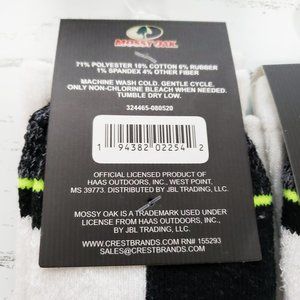 MOSSY OAK
71% POLYESTER 18% COTTON 6% RUBBER
1% SPANDEX 4% OTHER FIBER
MACHINE WASH COLD. GENTLE CYCLE.
ONLY NON-CHLORINE BLEACH WHEN NEEDED.
TUMBLE DRY LOW.
324465-080520
1 94382 02254 2
OFFICIAL LICENSED PRODUCT OF
HAAS OUTDOORS, INC., WEST POINT,
MS 39773. DISTRIBUTED BY JBL TRADING, LLC.
MOSSY OAK IS A TRADEMARK USED UNDER
LICENSE FROM HAAS OUTDOORS, INC.,
BY JBL TRADING, LLC.
WWW.CRESTBRANDS.COM RN# 155293
SALES@CRESTBRANDS.COM